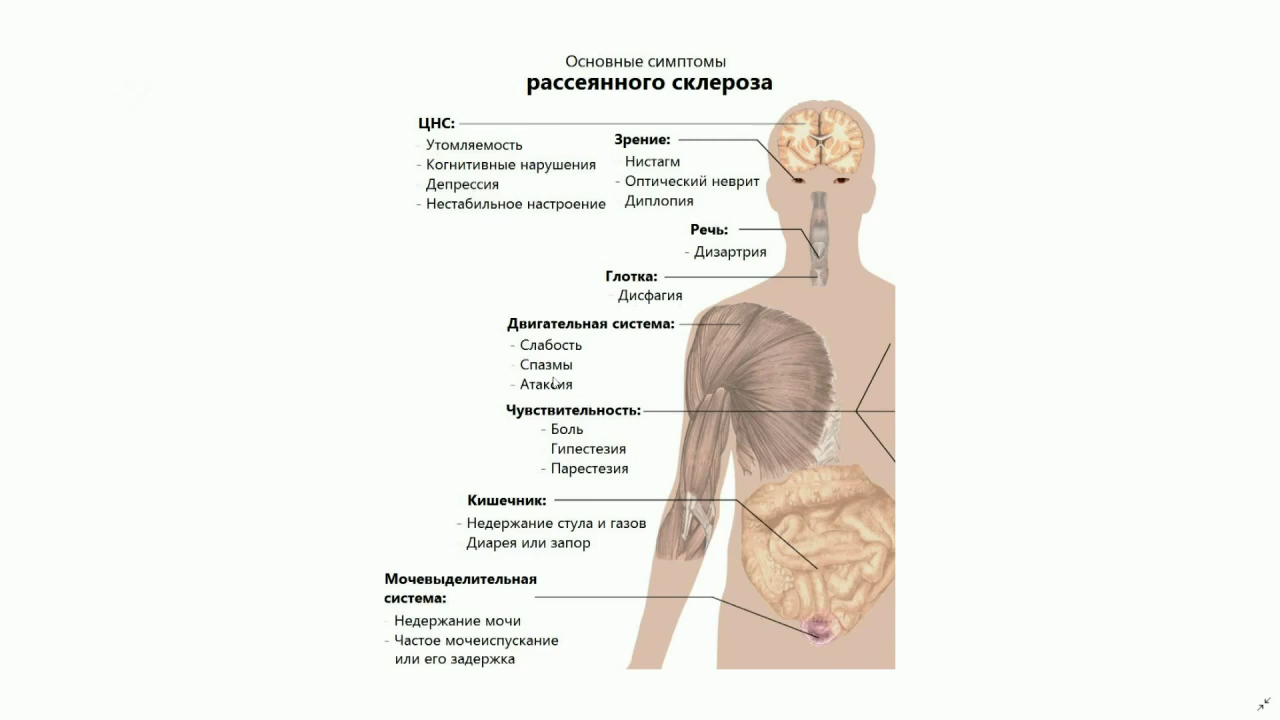 Основные симптомы
рассеянного склероза
ЦНС:
Утомляемость
- Когнитивные нарушения
Депрессия
- Нестабильное настроение
Зрение:
Нистагм
- Оптический неврит
Диплопия
Речь:
- Дизартрия
Глотка:
Дисфагия
Двигательная система:
- Слабость
Спазмы
- Атаксия
Чувствительность:
- Боль
Гипестезия
- Парестезия
Кишечник:
- Недержание стула и газов
Диарея или запор
Мочевыделительная
система:
Недержание мочи
- Частое мочеиспускание
или его задержка